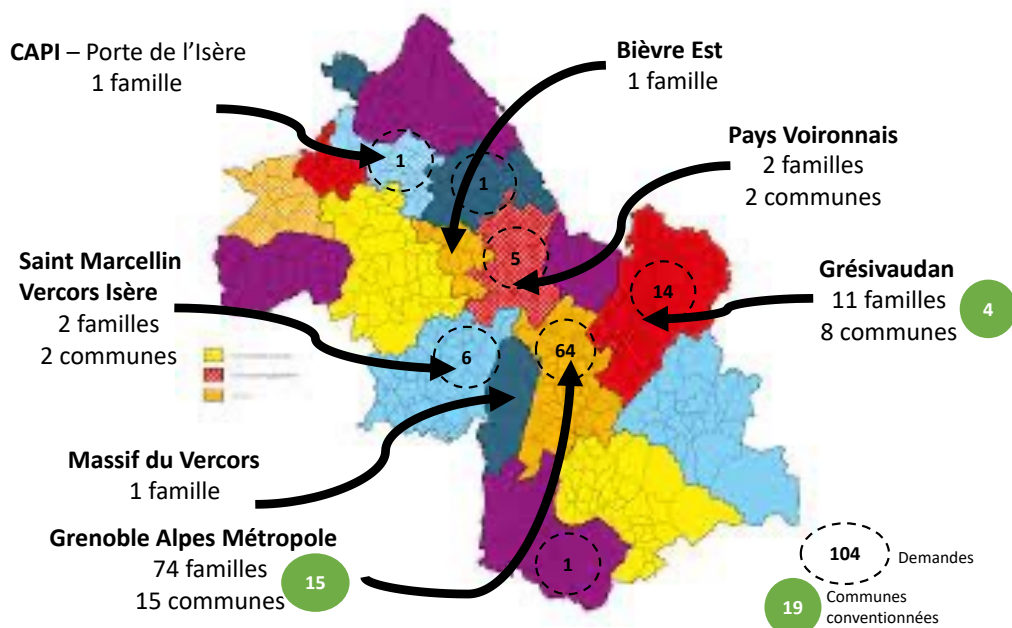 CAPI – Porte de l’Isère
1 famille
Bièvre Est
1 famille
Pays Voironnais
2 familles
2 communes
Saint Marcellin
Vercors Isère
2 familles
2 communes
Grésivaudan
11 familles
8 communes
4
1
1
5
14
6
64
1
Massif du Vercors
1 famille
Grenoble Alpes Métropole
74 familles
15 communes
15
104
Demandes
19
Communes
conventionnées